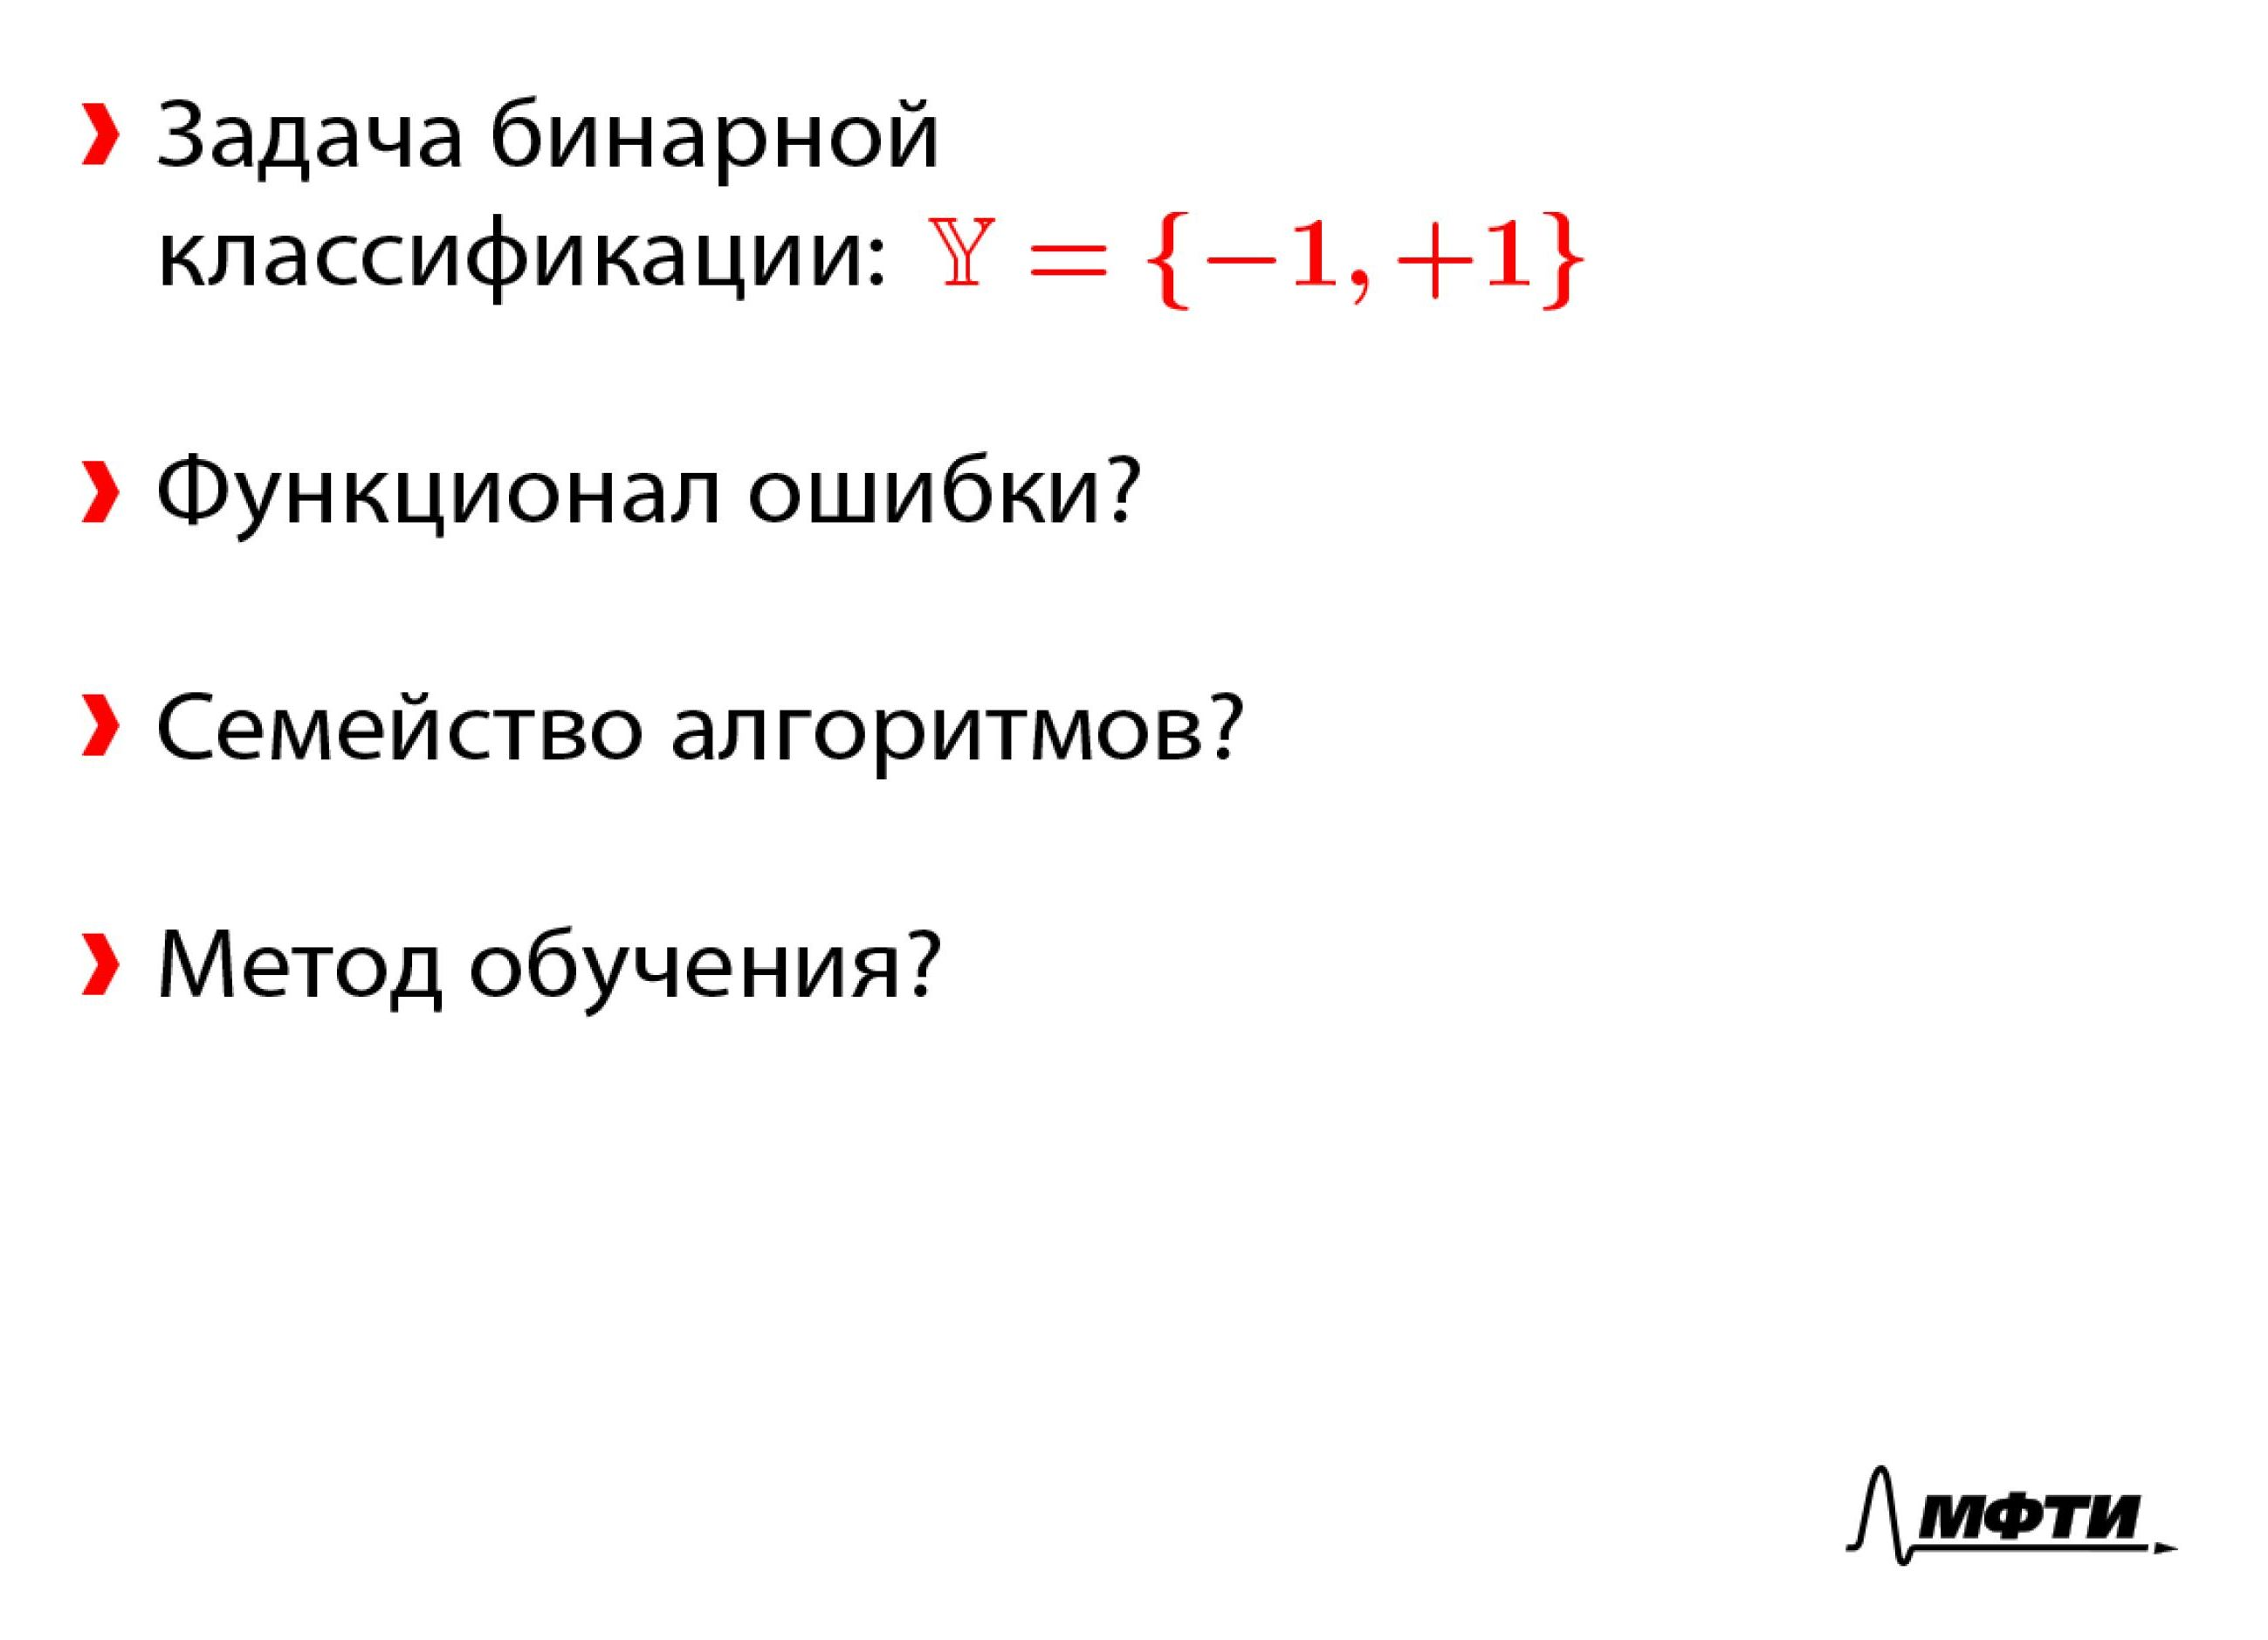 Задача бинарной
классификации: 𝕐 = {−1, +1}
Функционал ошибки?
Семейство алгоритмов?
Метод обучения?
МФТИ